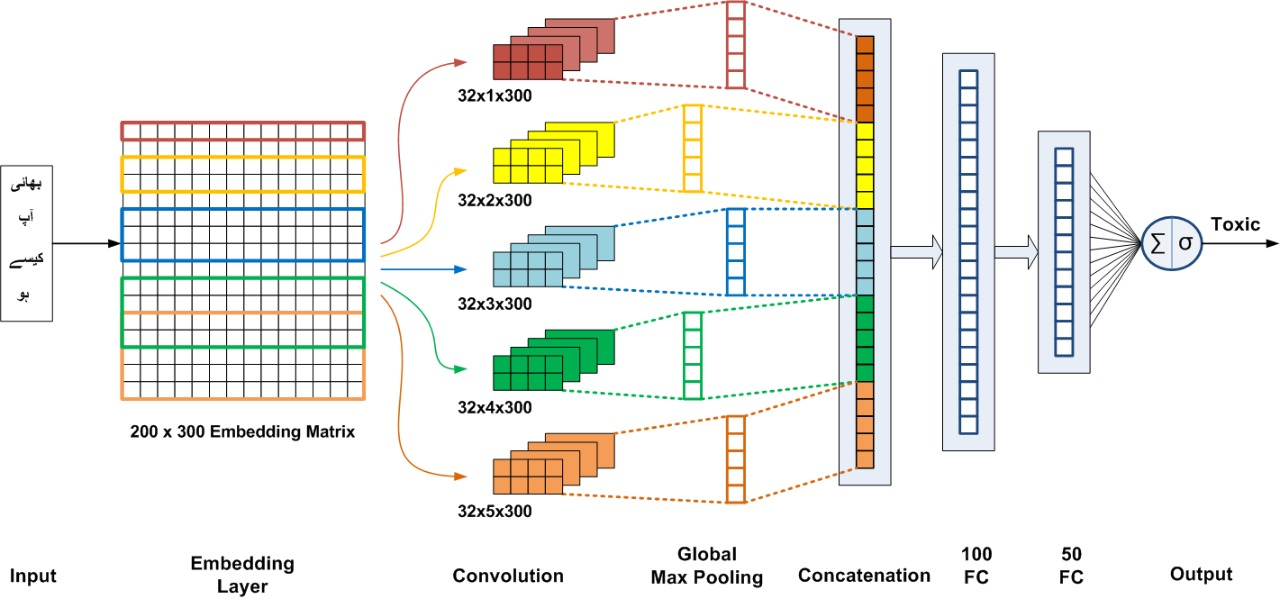 بھائی
آپ
کیسے
ہو
200 x 300 Embedding Matrix
32x1x300
32x2x300
32x3x300
32x4x300
32x5x300
∑ σ
Toxic
Input
Embedding
Layer
Convolution
Global
Max Pooling
Concatenation
100
FC
50
FC
Output